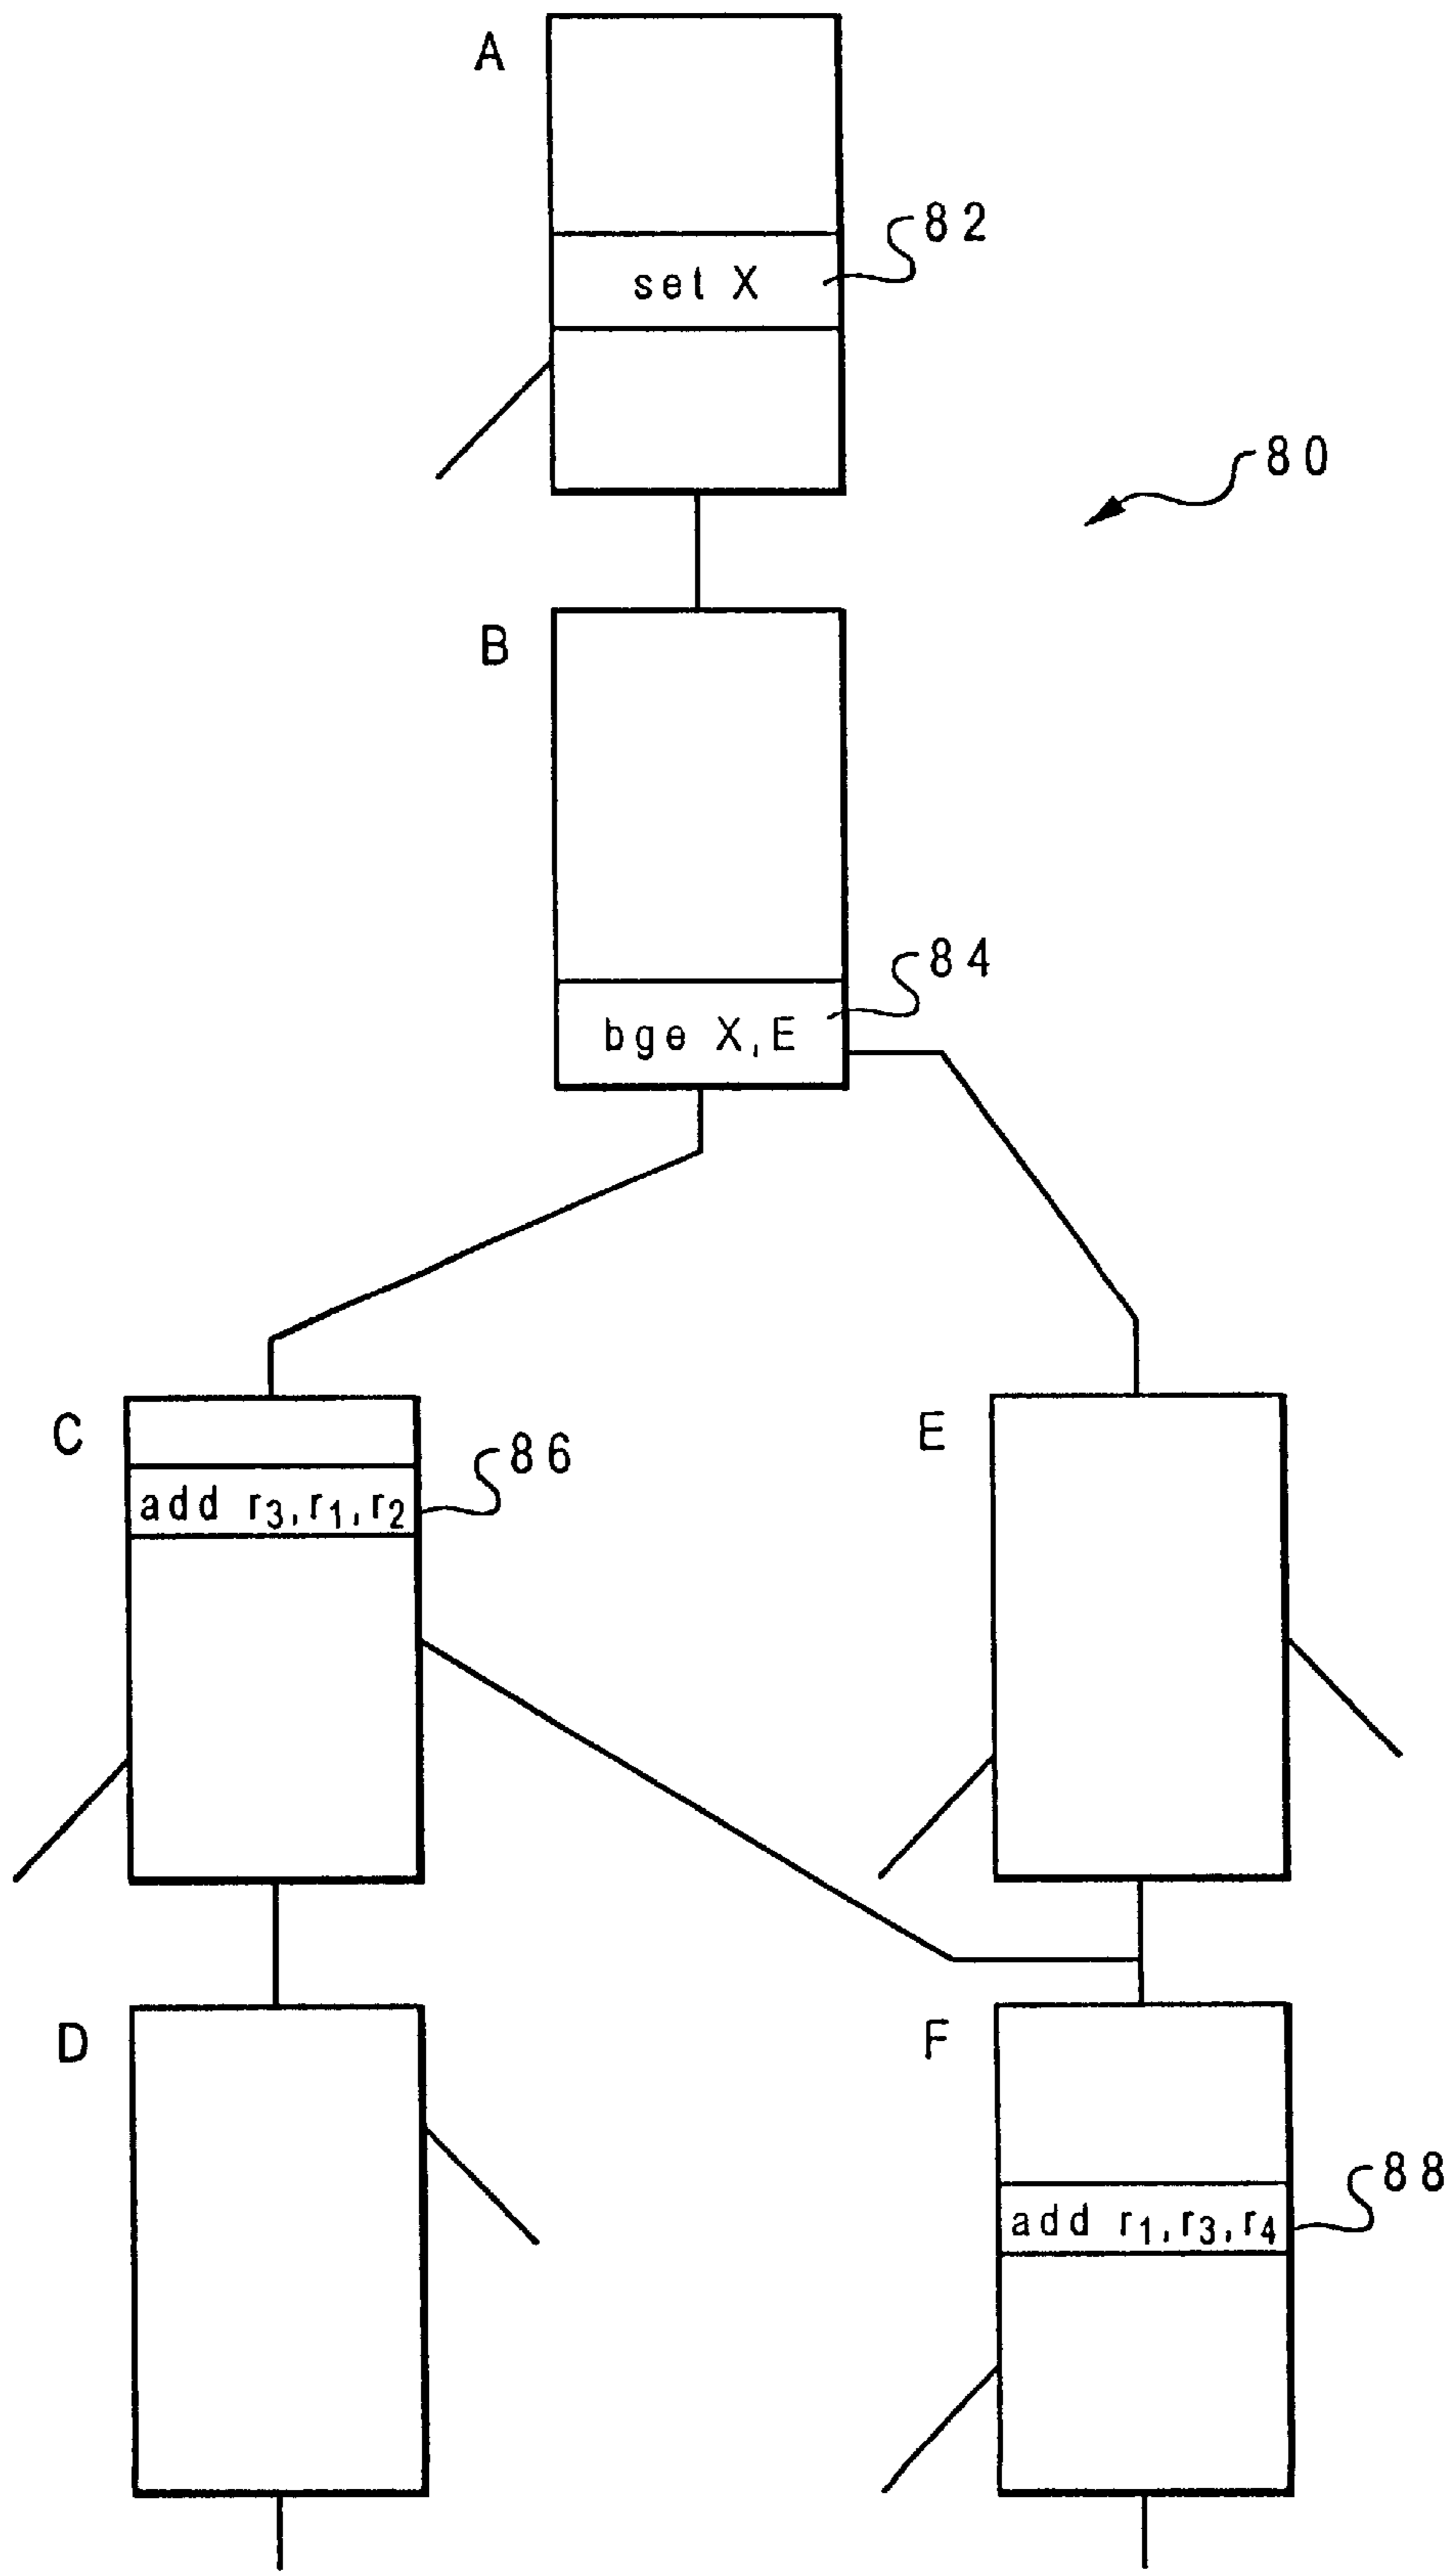 A
82
set X
80
B
84
bge X,E
C
E
86
add r₃,r₁,r₂
D
F
88
add r₁,r₃,r₄